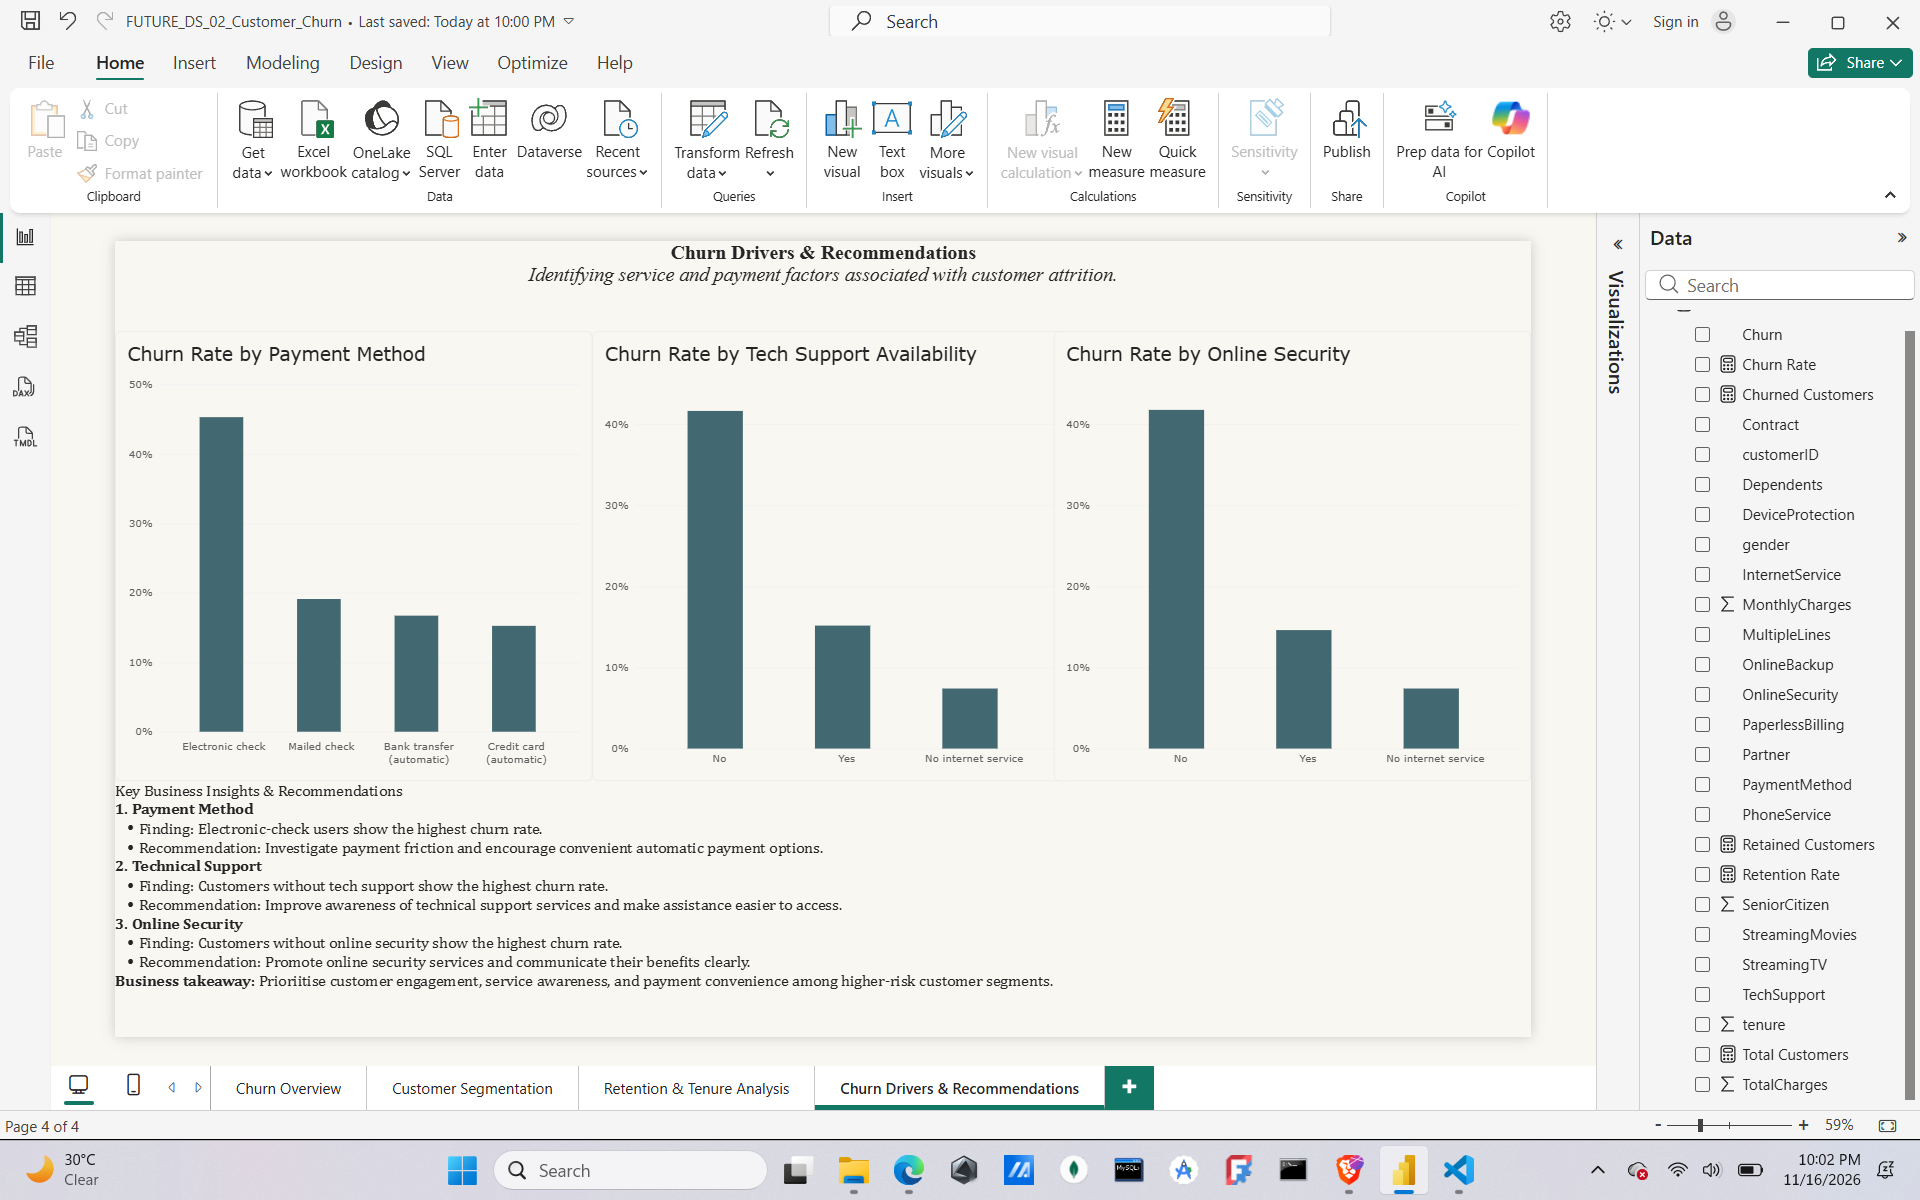 FUTURE_DS_02_Customer_Churn • Last saved: Today at 10:00 PM
Search
Sign in
File Home Insert Modeling Design View Optimize Help
Share
Paste
Cut
Copy
Format painter
Clipboard
Get data
Excel workbook
OneLake catalog
SQL Server
Enter data
Dataverse
Recent sources
Data
Transform data
Refresh
Queries
New visual
Text box
More visuals
Insert
New visual calculation
New measure
Quick measure
Calculations
Sensitivity
Sensitivity
Publish
Share
Prep data for AI
Copilot
Copilot
DAX
TMDL
Churn Drivers & Recommendations
Identifying service and payment factors associated with customer attrition.
Churn Rate by Payment Method
50%
40%
30%
20%
10%
0%
Electronic check
Mailed check
Bank transfer (automatic)
Credit card (automatic)
Churn Rate by Tech Support Availability
40%
30%
20%
10%
0%
No
Yes
No internet service
Churn Rate by Online Security
40%
30%
20%
10%
0%
No
Yes
No internet service
Key Business Insights & Recommendations
1. Payment Method
• Finding: Electronic-check users show the highest churn rate.
• Recommendation: Investigate payment friction and encourage convenient automatic payment options.
2. Technical Support
• Finding: Customers without tech support show the highest churn rate.
• Recommendation: Improve awareness of technical support services and make assistance easier to access.
3. Online Security
• Finding: Customers without online security show the highest churn rate.
• Recommendation: Promote online security services and communicate their benefits clearly.
Business takeaway: Prioriitise customer engagement, service awareness, and payment convenience among higher-risk customer segments.
Visualizations
Data
Search
Churn
Churn Rate
Churned Customers
Contract
customerID
Dependents
DeviceProtection
gender
InternetService
MonthlyCharges
MultipleLines
OnlineBackup
OnlineSecurity
PaperlessBilling
Partner
PaymentMethod
PhoneService
Retained Customers
Retention Rate
SeniorCitizen
StreamingMovies
StreamingTV
TechSupport
tenure
Total Customers
TotalCharges
Churn Overview
Customer Segmentation
Retention & Tenure Analysis
Churn Drivers & Recommendations
Page 4 of 4
59%
30°C
Clear
Search
MySQL
10:02 PM
11/16/2026